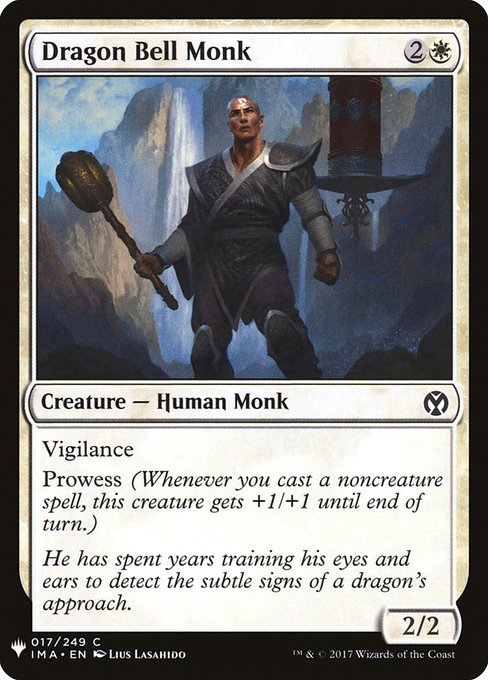 Dragon Bell Monk 2
Creature — Human Monk
Vigilance
Prowess (Whenever you cast a noncreature
spell, this creature gets +1/+1 until end of
turn.)
He has spent years training his eyes and
ears to detect the subtle signs of a dragon's
approach.
2/2
017/249 C
IMA • EN Lius Lasahido ™ & © 2017 Wizards of the Coast